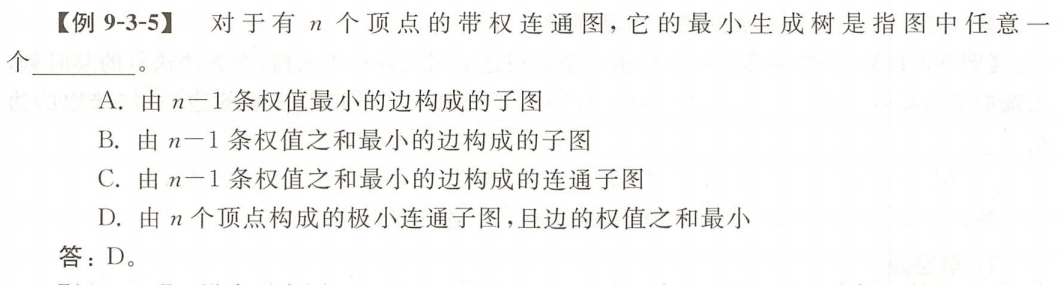 【例 9-3-5】 对于有 n 个顶点的带权连通图,它的最小生成树是指图中任意一
个________。
A. 由 n-1 条权值最小的边构成的子图
B. 由 n-1 条权值之和最小的边构成的子图
C. 由 n-1 条权值之和最小的边构成的连通子图
D. 由 n 个顶点构成的极小连通子图,且边的权值之和最小
答: D。